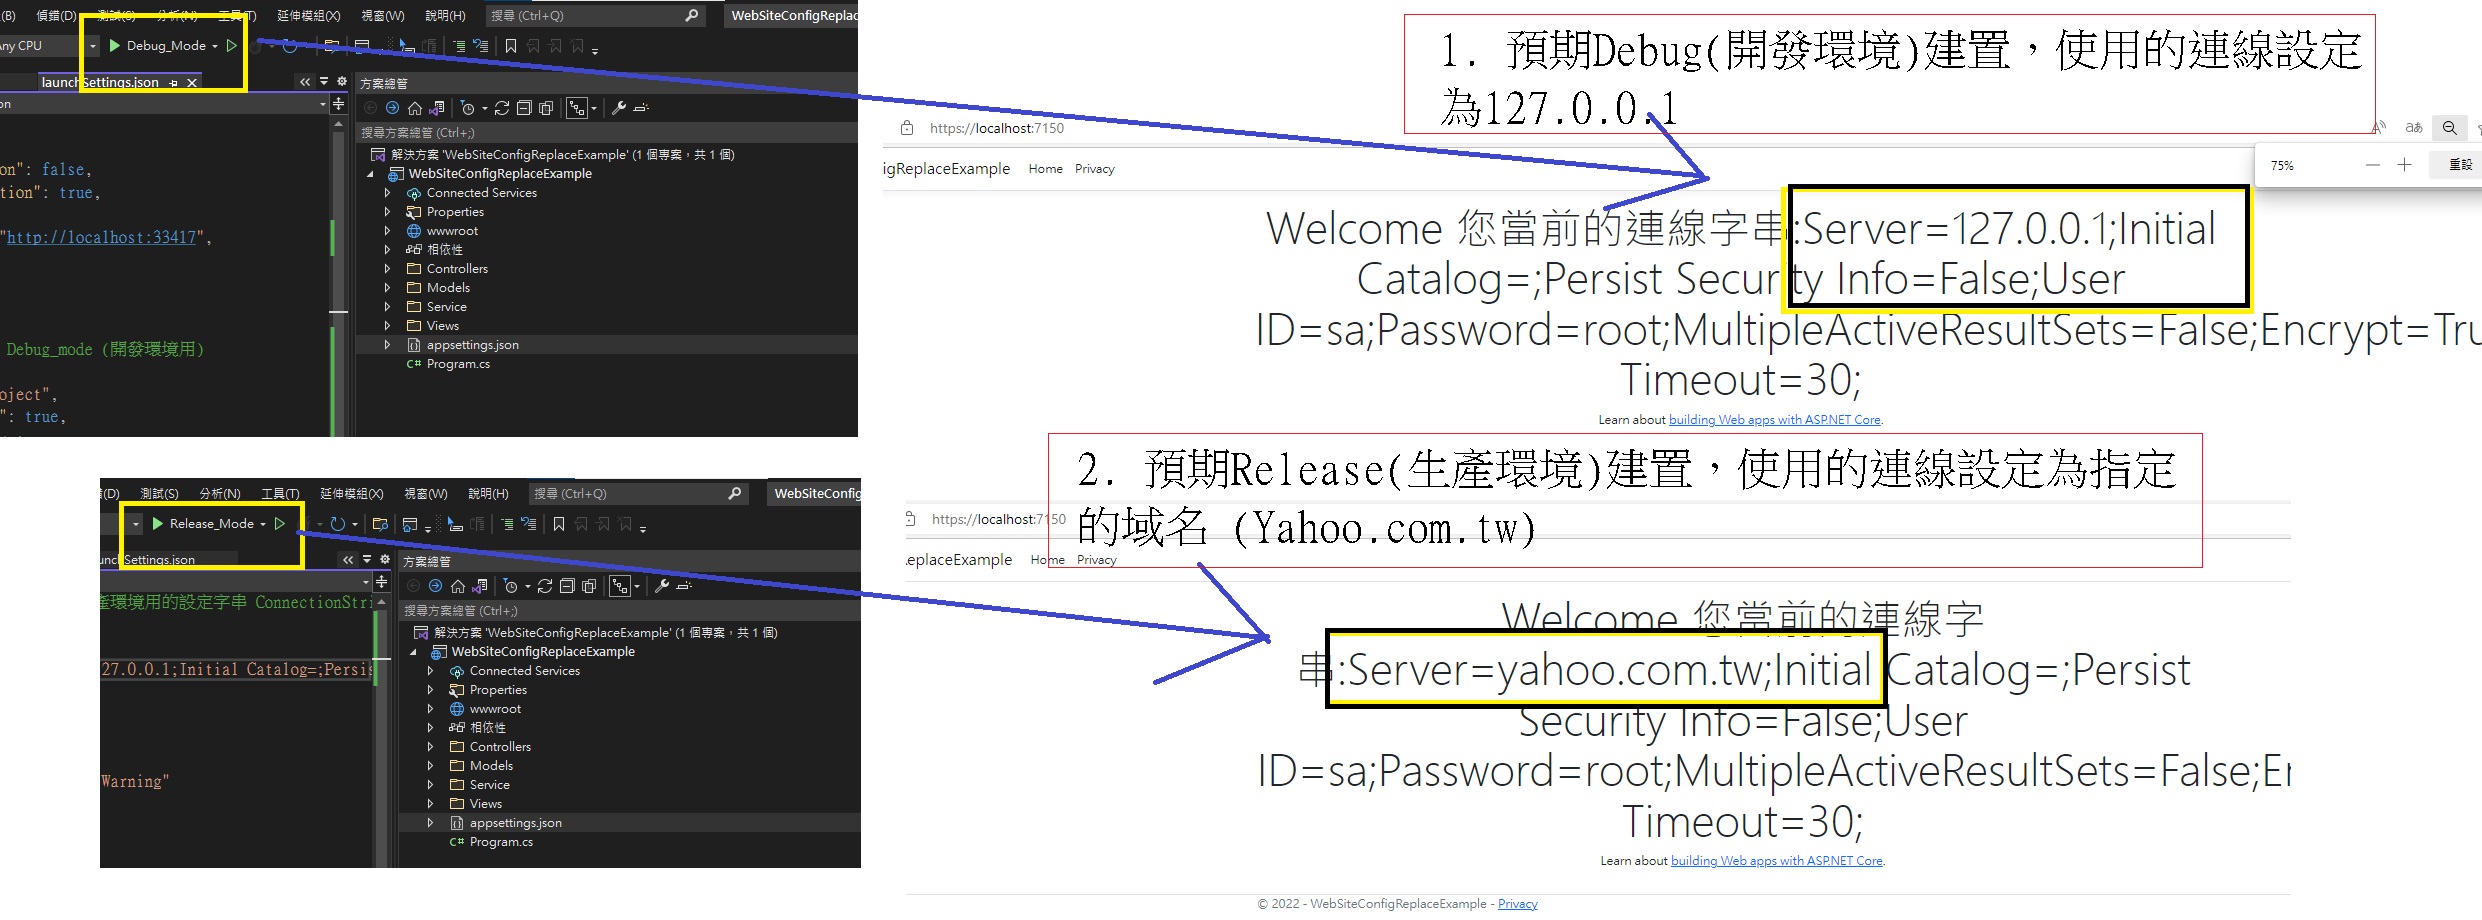 偵錯(D) 測試(S) 分析(N) 工具(T) 延伸模組(X) 視窗(W) 說明(H) 搜尋 (Ctrl+Q) WebSiteConfigReplac
Any CPU Debug_Mode
launchSettings.json
on
方案總管
搜尋方案總管 (Ctrl+;)
解決方案 'WebSiteConfigReplaceExample' (1 個專案，共 1 個)
WebSiteConfigReplaceExample
Connected Services
Properties
wwwroot
相依性
Controllers
Models
Service
Views
appsettings.json
Program.cs
on": false,
tion": true,
"http://localhost:33417",
Debug_mode (開發環境用)
oject",
": true,
1. 預期Debug(開發環境)建置，使用的連線設定
為127.0.0.1
https://localhost:7150
75%
重設
igReplaceExample Home Privacy
Welcome 您當前的連線字串:Server=127.0.0.1;Initial
Catalog=;Persist Security Info=False;User
ID=sa;Password=root;MultipleActiveResultSets=False;Encrypt=Tru
Timeout=30;
Learn about building Web apps with ASP.NET Core.
(D) 測試(S) 分析(N) 工具(T) 延伸模組(X) 視窗(W) 說明(H) 搜尋 (Ctrl+Q) WebSiteConfig
Release_Mode
unchSettings.json
方案總管
搜尋方案總管 (Ctrl+;)
解決方案 'WebSiteConfigReplaceExample' (1 個專案，共 1 個)
WebSiteConfigReplaceExample
Connected Services
Properties
wwwroot
相依性
Controllers
Models
Service
Views
appsettings.json
Program.cs
產環境用的設定字串 ConnectionStri
27.0.0.1;Initial Catalog=;Persis
Warning"
2. 預期Release(生產環境)建置，使用的連線設定為指定
的域名 (Yahoo.com.tw)
https://localhost:7150
eplaceExample Home Privacy
Welcome 您當前的連線字
串:Server=yahoo.com.tw;Initial Catalog=;Persist
Security Info=False;User
ID=sa;Password=root;MultipleActiveResultSets=False;En
Timeout=30;
Learn about building Web apps with ASP.NET Core.
© 2022 - WebSiteConfigReplaceExample - Privacy